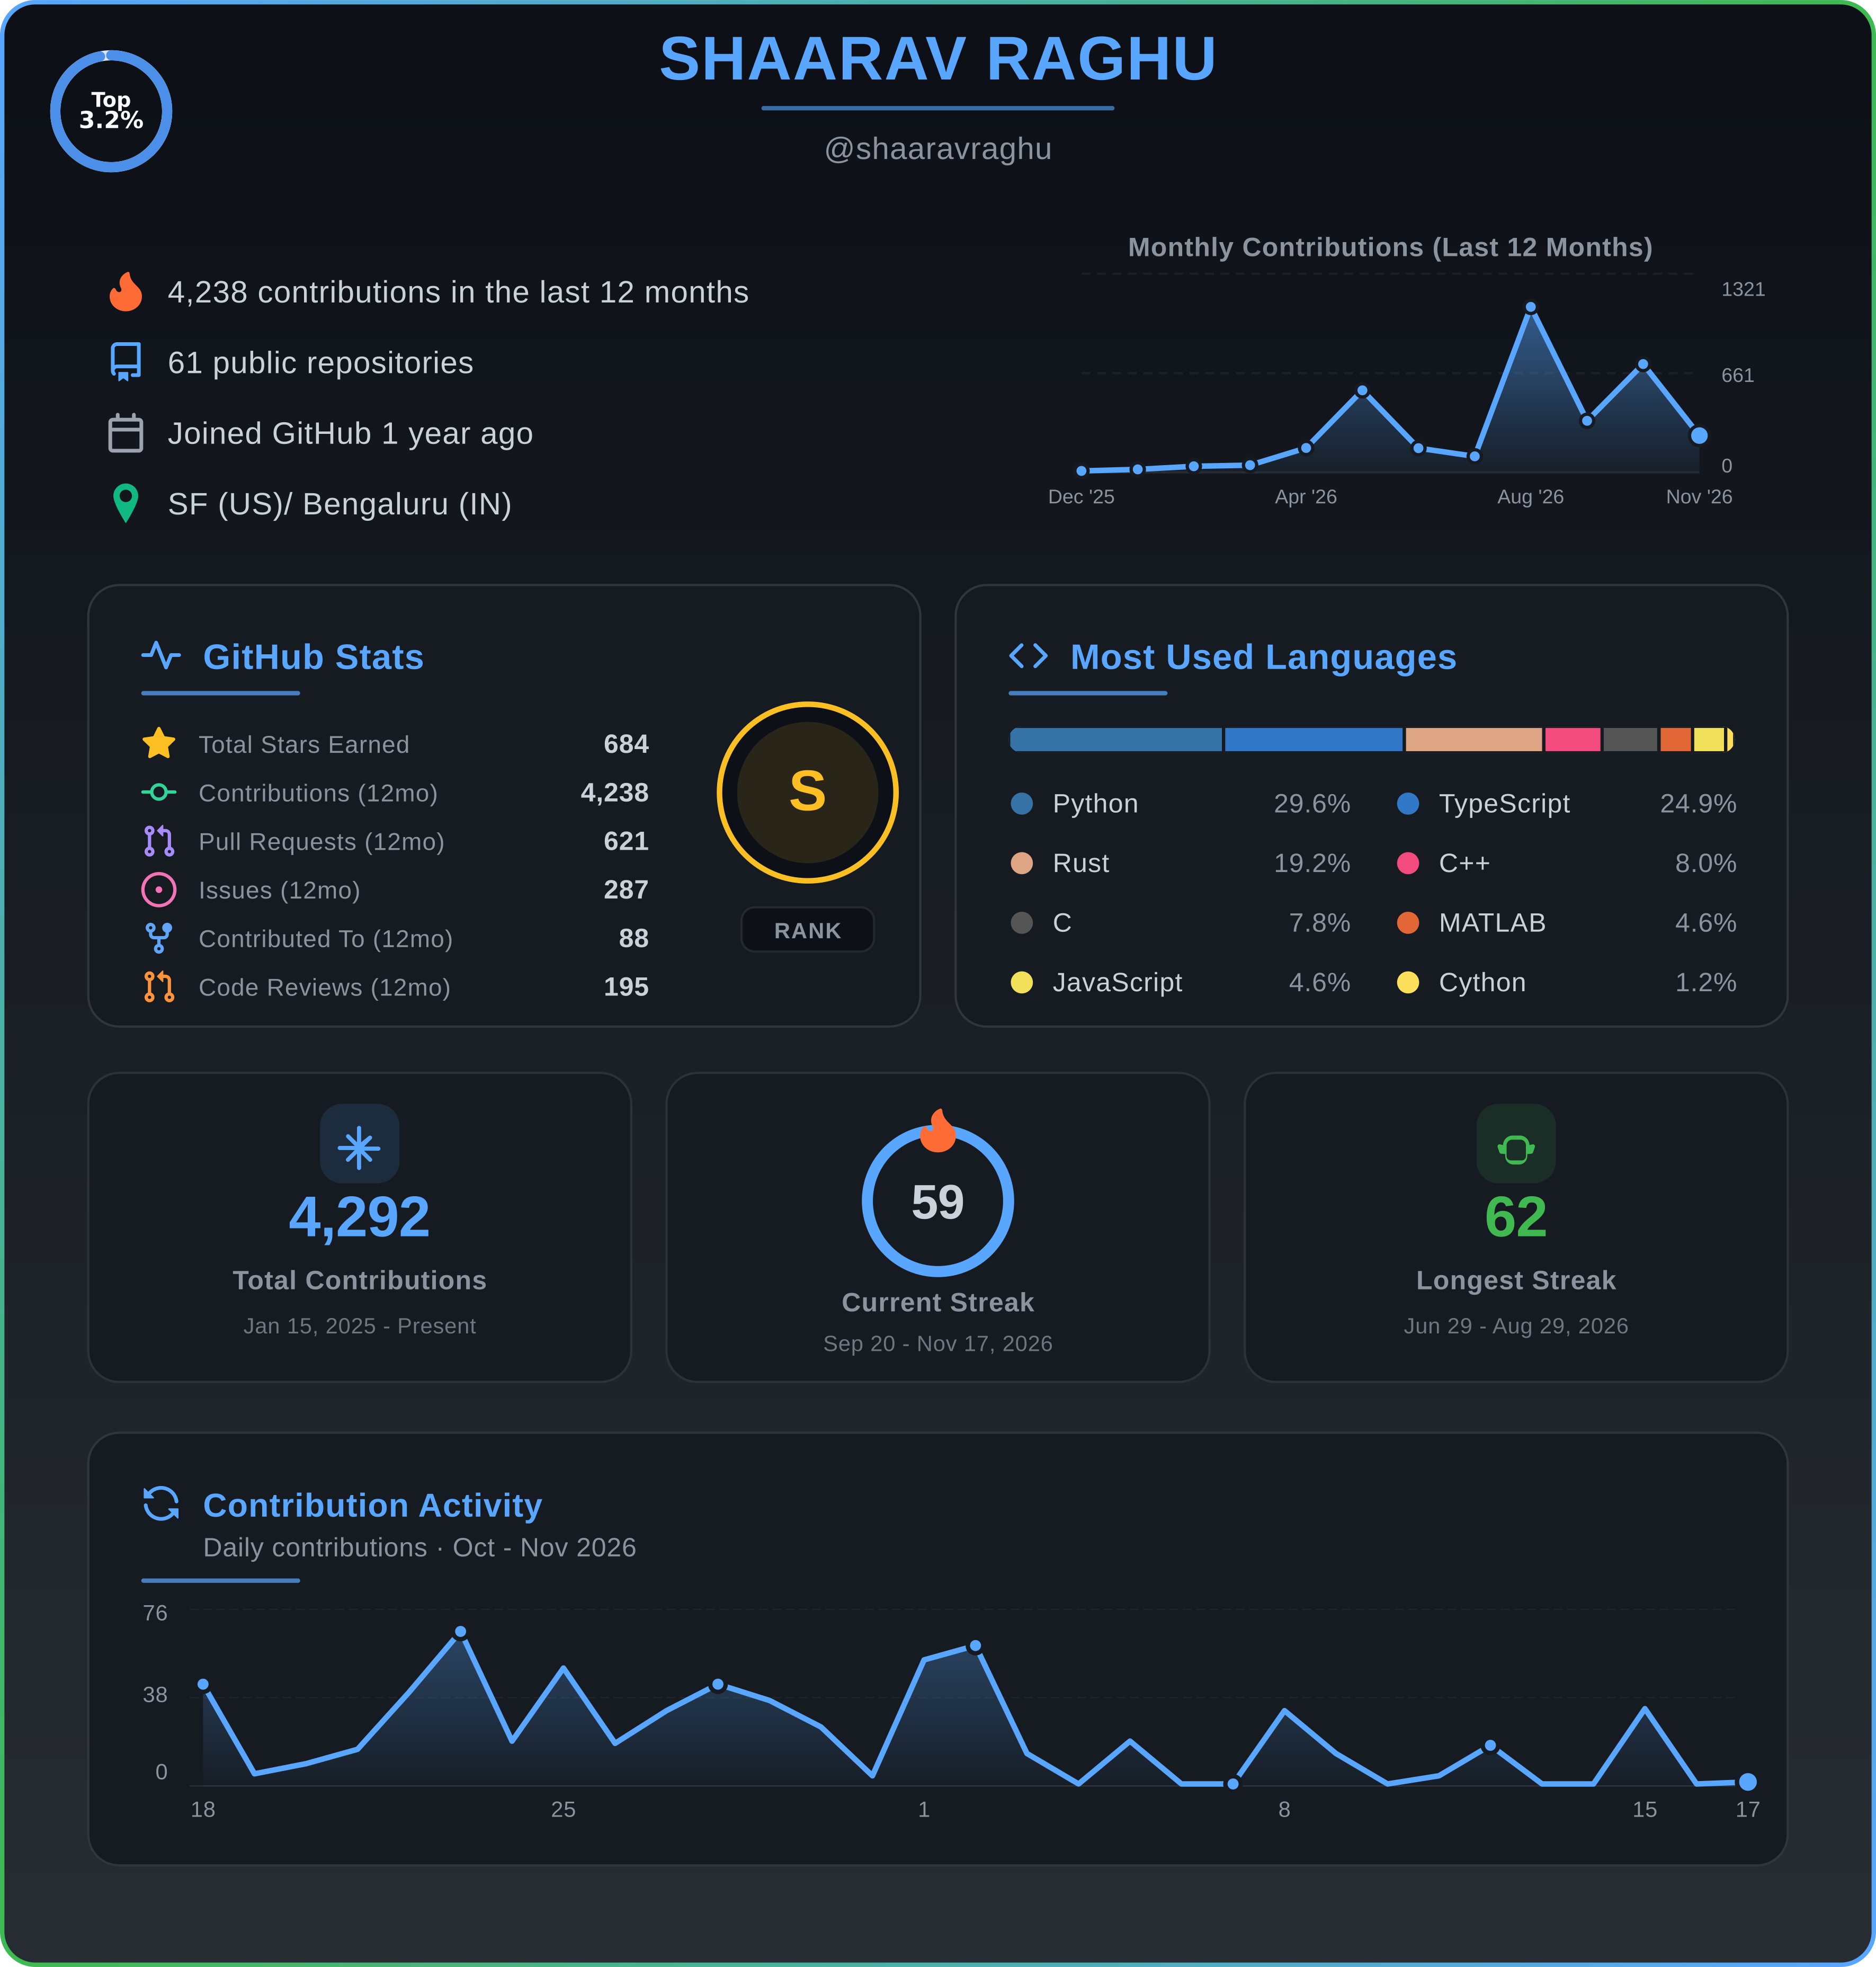 Top
3.2%
SHAARAV RAGHU
@shaaravraghu
4,238 contributions in the last 12 months
61 public repositories
Joined GitHub 1 year ago
SF (US)/ Bengaluru (IN)
Monthly Contributions (Last 12 Months)
1321
661
0
Dec '25 Apr '26 Aug '26 Nov '26
GitHub Stats
Total Stars Earned 684
Contributions (12mo) 4,238
Pull Requests (12mo) 621
Issues (12mo) 287
Contributed To (12mo) 88
Code Reviews (12mo) 195
S
RANK
Most Used Languages
Python 29.6% TypeScript 24.9%
Rust 19.2% C++ 8.0%
C 7.8% MATLAB 4.6%
JavaScript 4.6% Cython 1.2%
4,292
Total Contributions
Jan 15, 2025 - Present
59
Current Streak
Sep 20 - Nov 17, 2026
62
Longest Streak
Jun 29 - Aug 29, 2026
Contribution Activity
Daily contributions · Oct - Nov 2026
76
38
0
18 25 1 8 15 17